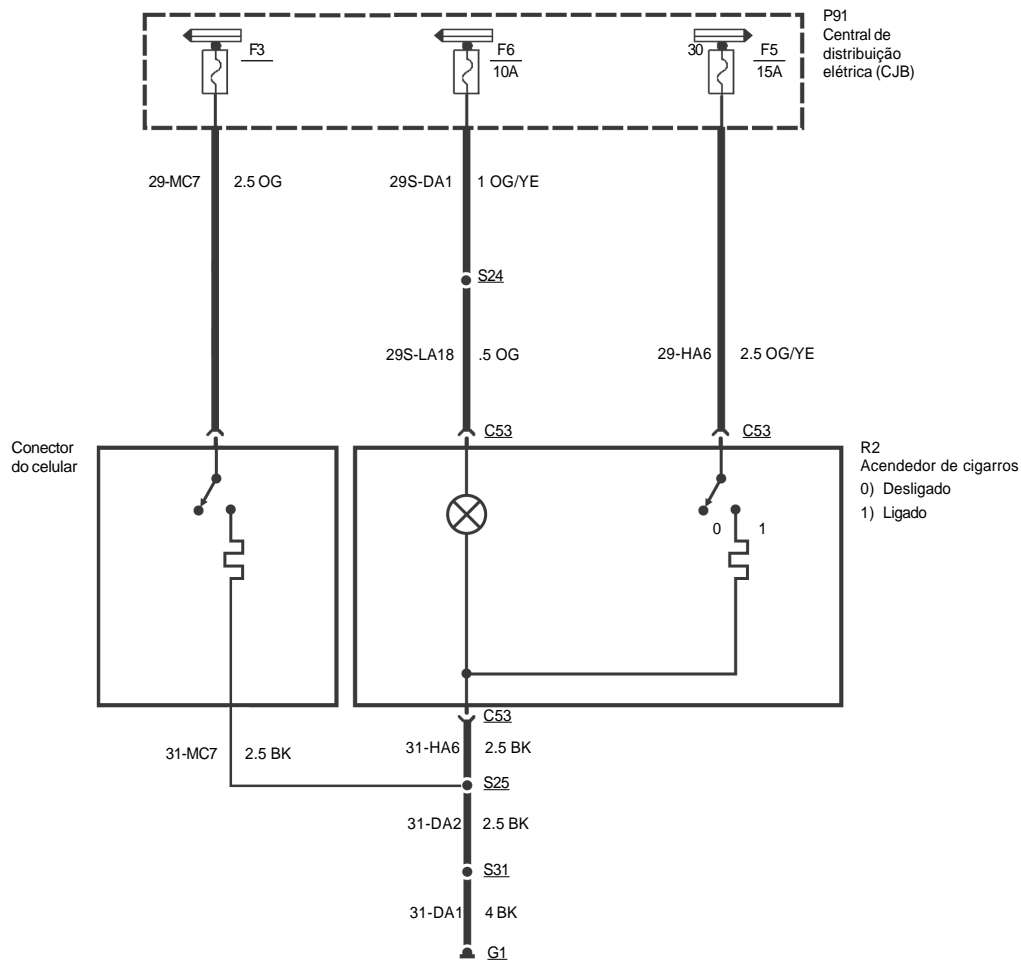 P91
Central de
distribuição
elétrica (CJB)
F3
F6
10A
30
F5
15A
29-MC7 2.5 OG
29S-DA1 1 OG/YE
S24
29S-LA18 .5 OG
29-HA6 2.5 OG/YE
C53
C53
Conector
do celular
R2
Acendedor de cigarros
0) Desligado
1) Ligado
0 1
C53
31-MC7 2.5 BK
31-HA6 2.5 BK
S25
31-DA2 2.5 BK
S31
31-DA1 4 BK
G1